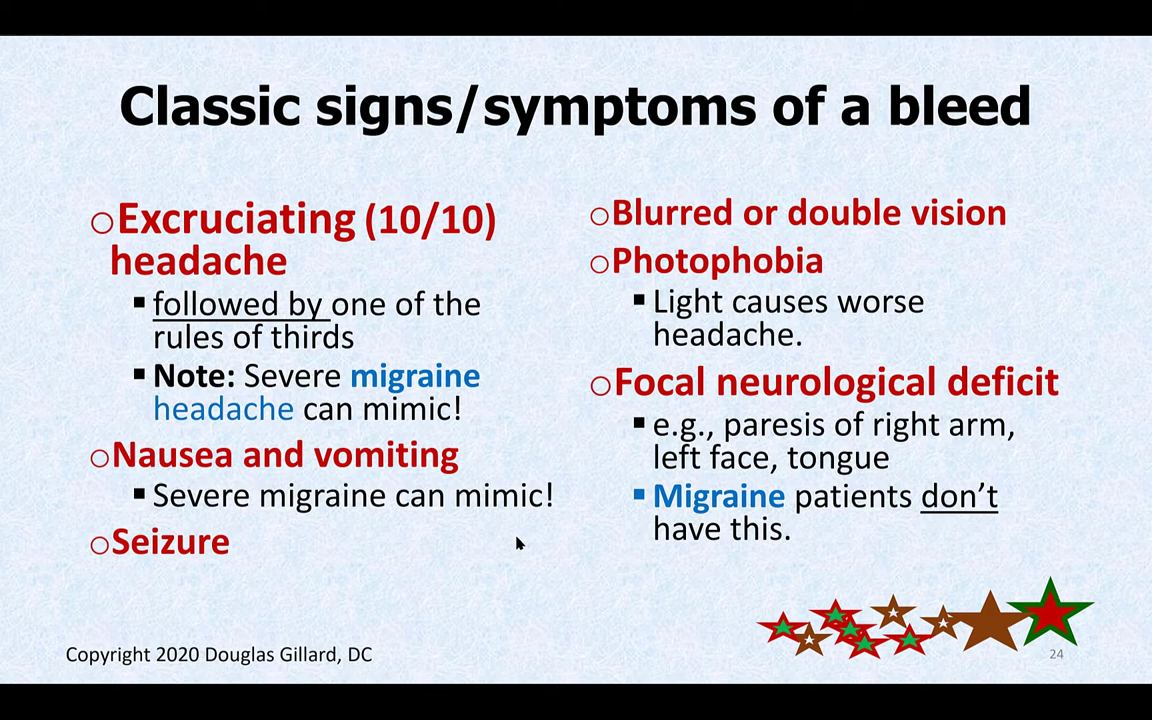 Classic signs/symptoms of a bleed
○Excruciating (10/10)
headache
▪followed by one of the
rules of thirds
▪Note: Severe migraine
headache can mimic!
○Nausea and vomiting
▪Severe migraine can mimic!
○Seizure
○Blurred or double vision
○Photophobia
▪Light causes worse
headache.
○Focal neurological deficit
▪e.g., paresis of right arm,
left face, tongue
▪Migraine patients don’t
have this.
Copyright 2020 Douglas Gillard, DC
24